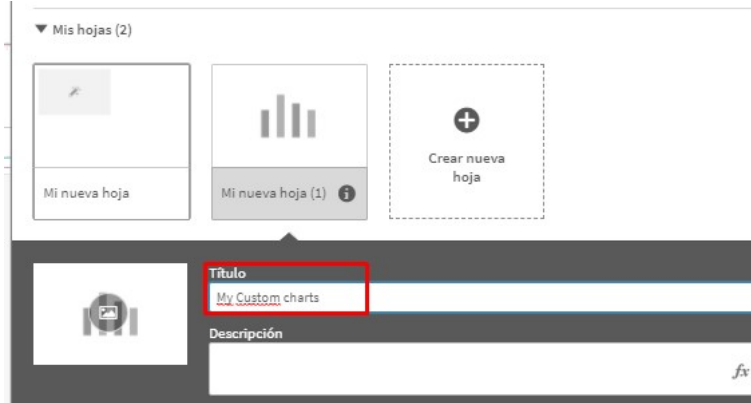 Mis hojas (2)
Mi nueva hoja
Mi nueva hoja (1)
Crear nueva
hoja
Título
My Custom charts
Descripción
fx